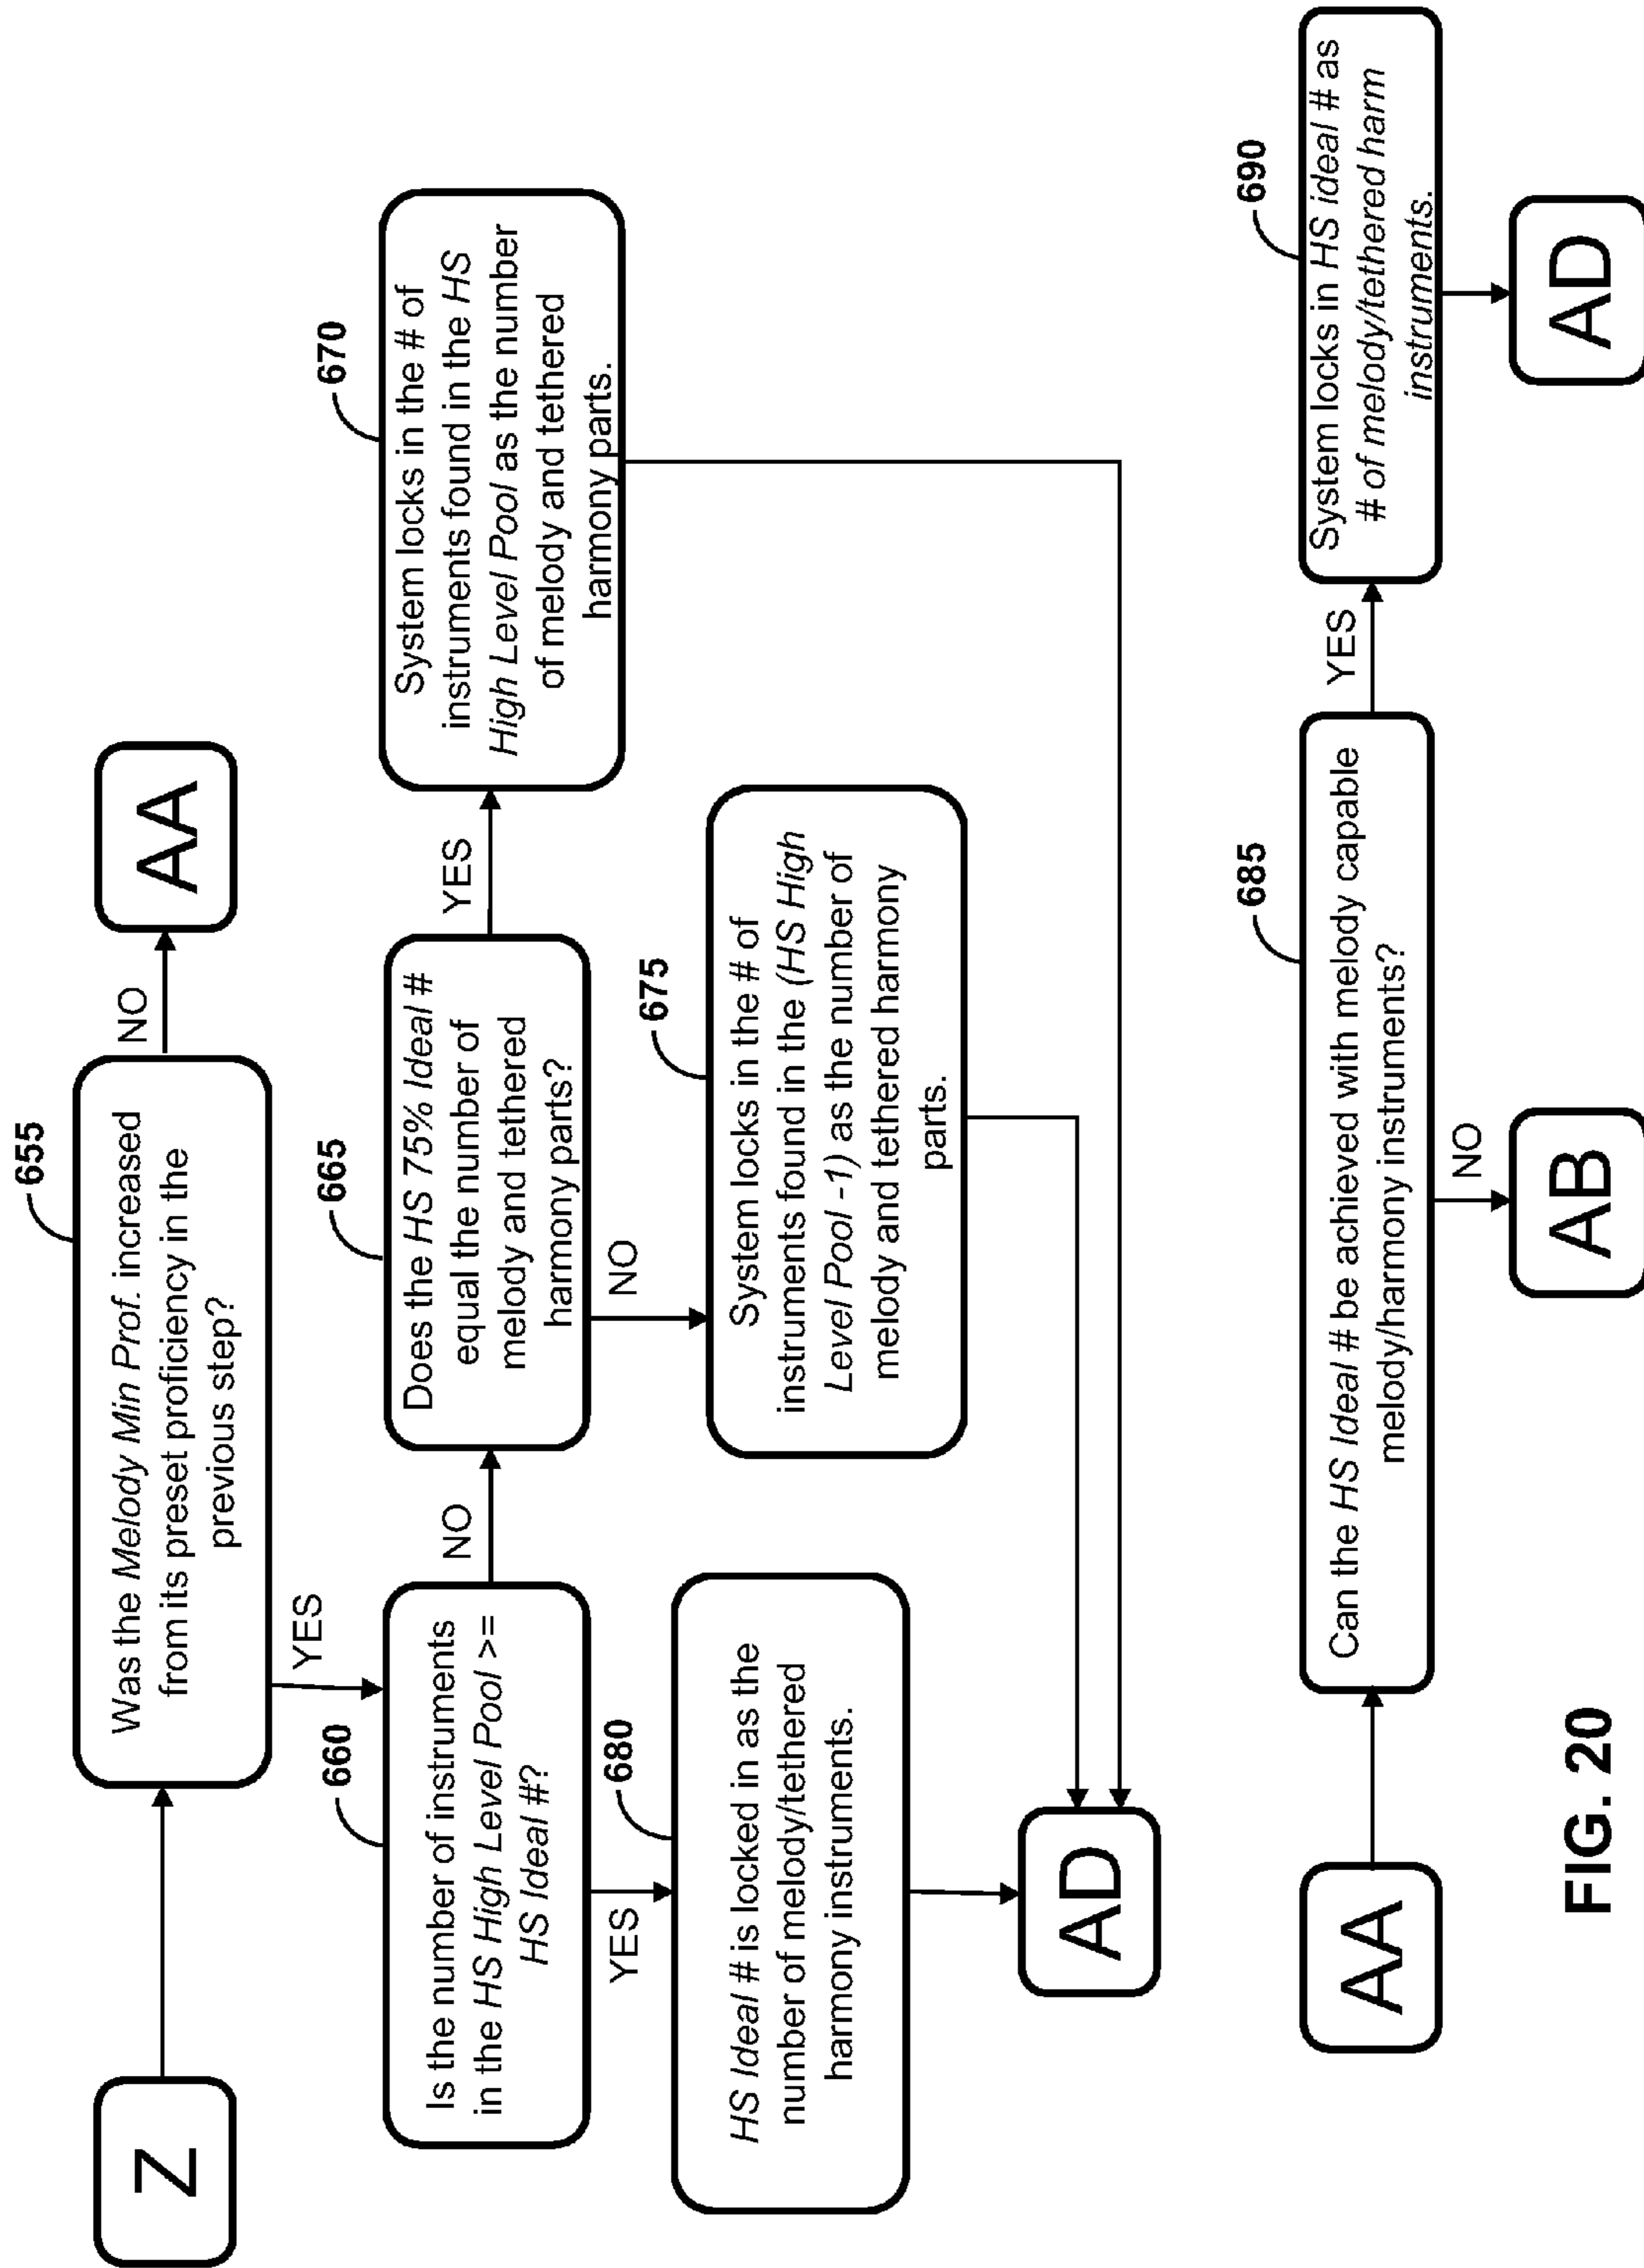 Z
655
Was the Melody Min Prof. increased
from its preset proficiency in the
previous step?
NO
AA
YES
660
Is the number of instruments
in the HS High Level Pool >=
HS Ideal #?
NO
665
Does the HS 75% Ideal #
equal the number of
melody and tethered
harmony parts?
YES
670
System locks in the # of
instruments found in the HS
High Level Pool as the number
of melody and tethered
harmony parts.
YES
680
HS Ideal # is locked in as the
number of melody/tethered
harmony instruments.
NO
675
System locks in the # of
instruments found in the (HS High
Level Pool -1) as the number of
melody and tethered harmony
parts.
AD
AA
685
Can the HS Ideal # be achieved with melody capable
melody/harmony instruments?
YES
690
System locks in HS ideal # as
# of melody/tethered harm
instruments.
NO
AB
AD
FIG. 20